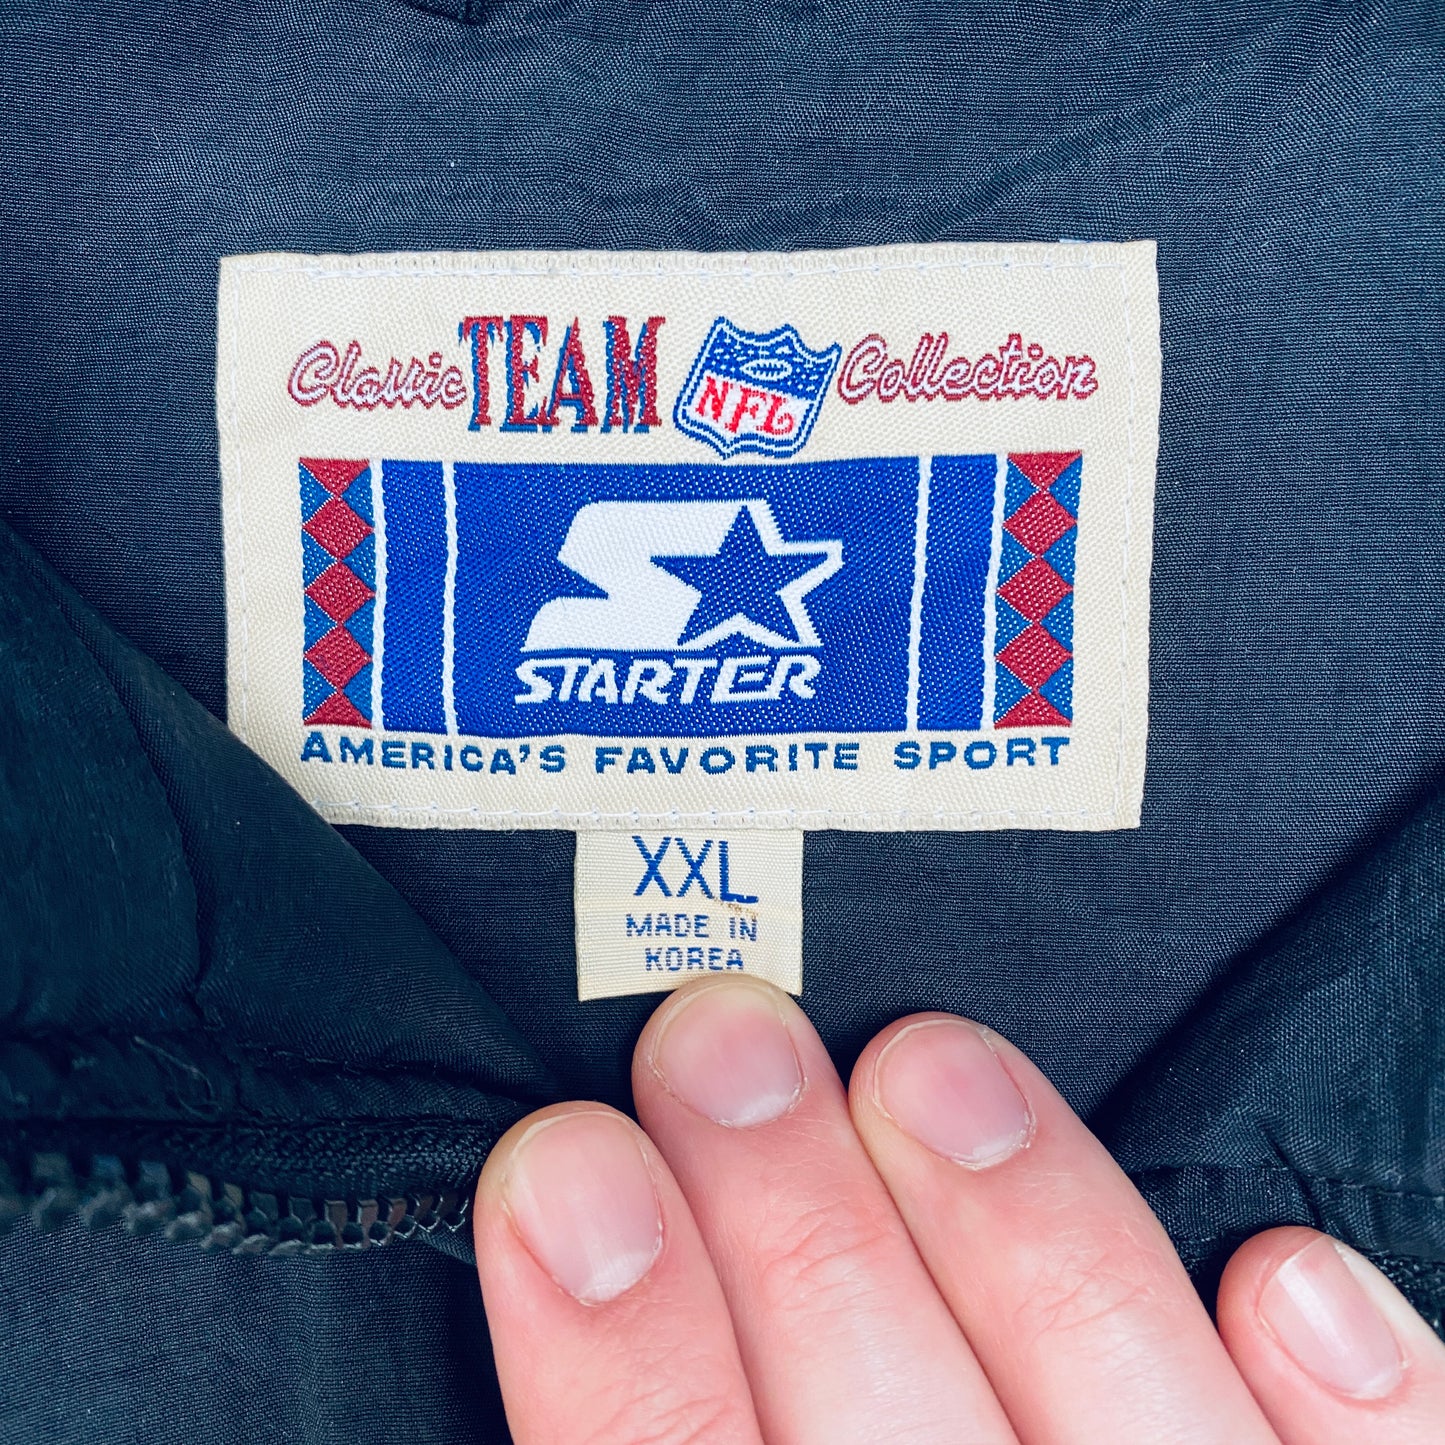 Classic TEAM NFL Collection
STARTER
AMERICA'S FAVORITE SPORT
XXL
MADE IN
KOREA